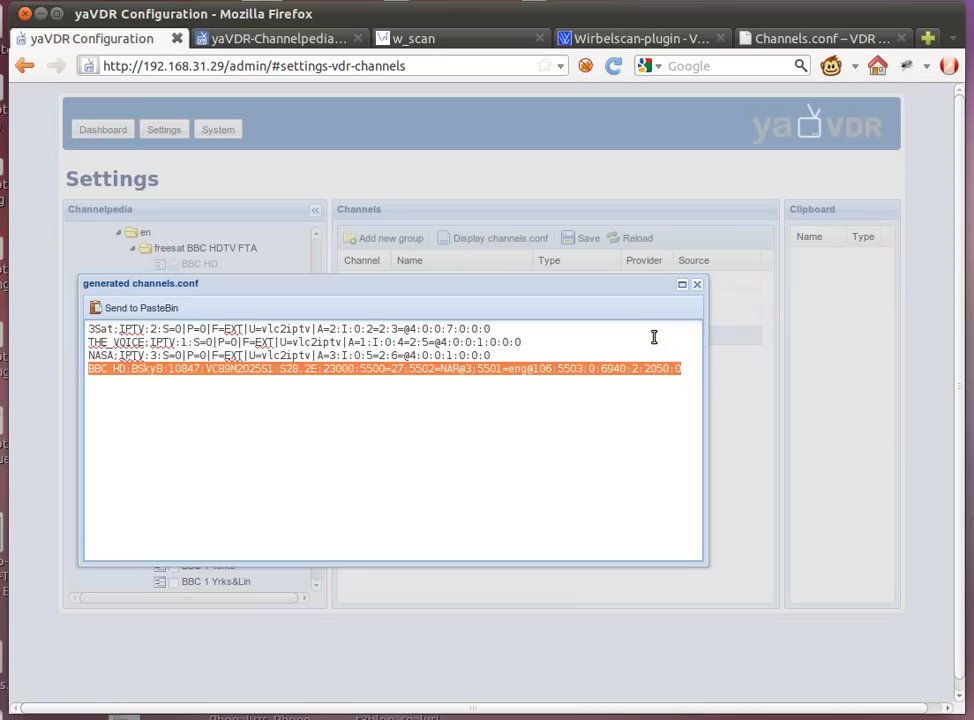 yaVDR Configuration - Mozilla Firefox
yaVDR Configuration
yaVDR-Channelpedia...
w_scan
Wirbelscan-plugin - V...
Channels.conf – VDR ...
http://192.168.31.29/admin/#settings-vdr-channels
Google
Dashboard
Settings
System
yaVDR
Settings
Channelpedia
Channels
Clipboard
en
freesat BBC HDTV FTA
BBC HD
Add new group
Display channels.conf
Save
Reload
Name
Type
Channel
Name
Type
Provider
Source
generated channels.conf
Send to PasteBin
3Sat;IPTV:2:S=0|P=0|F=EXT|U=vlc2iptv|A=2:I:0:2=2:3=@4:0:0:7:0:0:0
THE_VOICE;IPTV:1:S=0|P=0|F=EXT|U=vlc2iptv|A=1:I:0:4=2:5=@4:0:0:1:0:0:0
NASA;IPTV:3:S=0|P=0|F=EXT|U=vlc2iptv|A=3:I:0:5=2:6=@4:0:0:1:0:0:0
BBC HD;BSkyB:10847:VC89M2025S1:S28.2E:23000:5500=27:5502=NAR@3;5501=eng@106:5503:0:6940:2:2050:0
BBC 1 Yrks&Lin